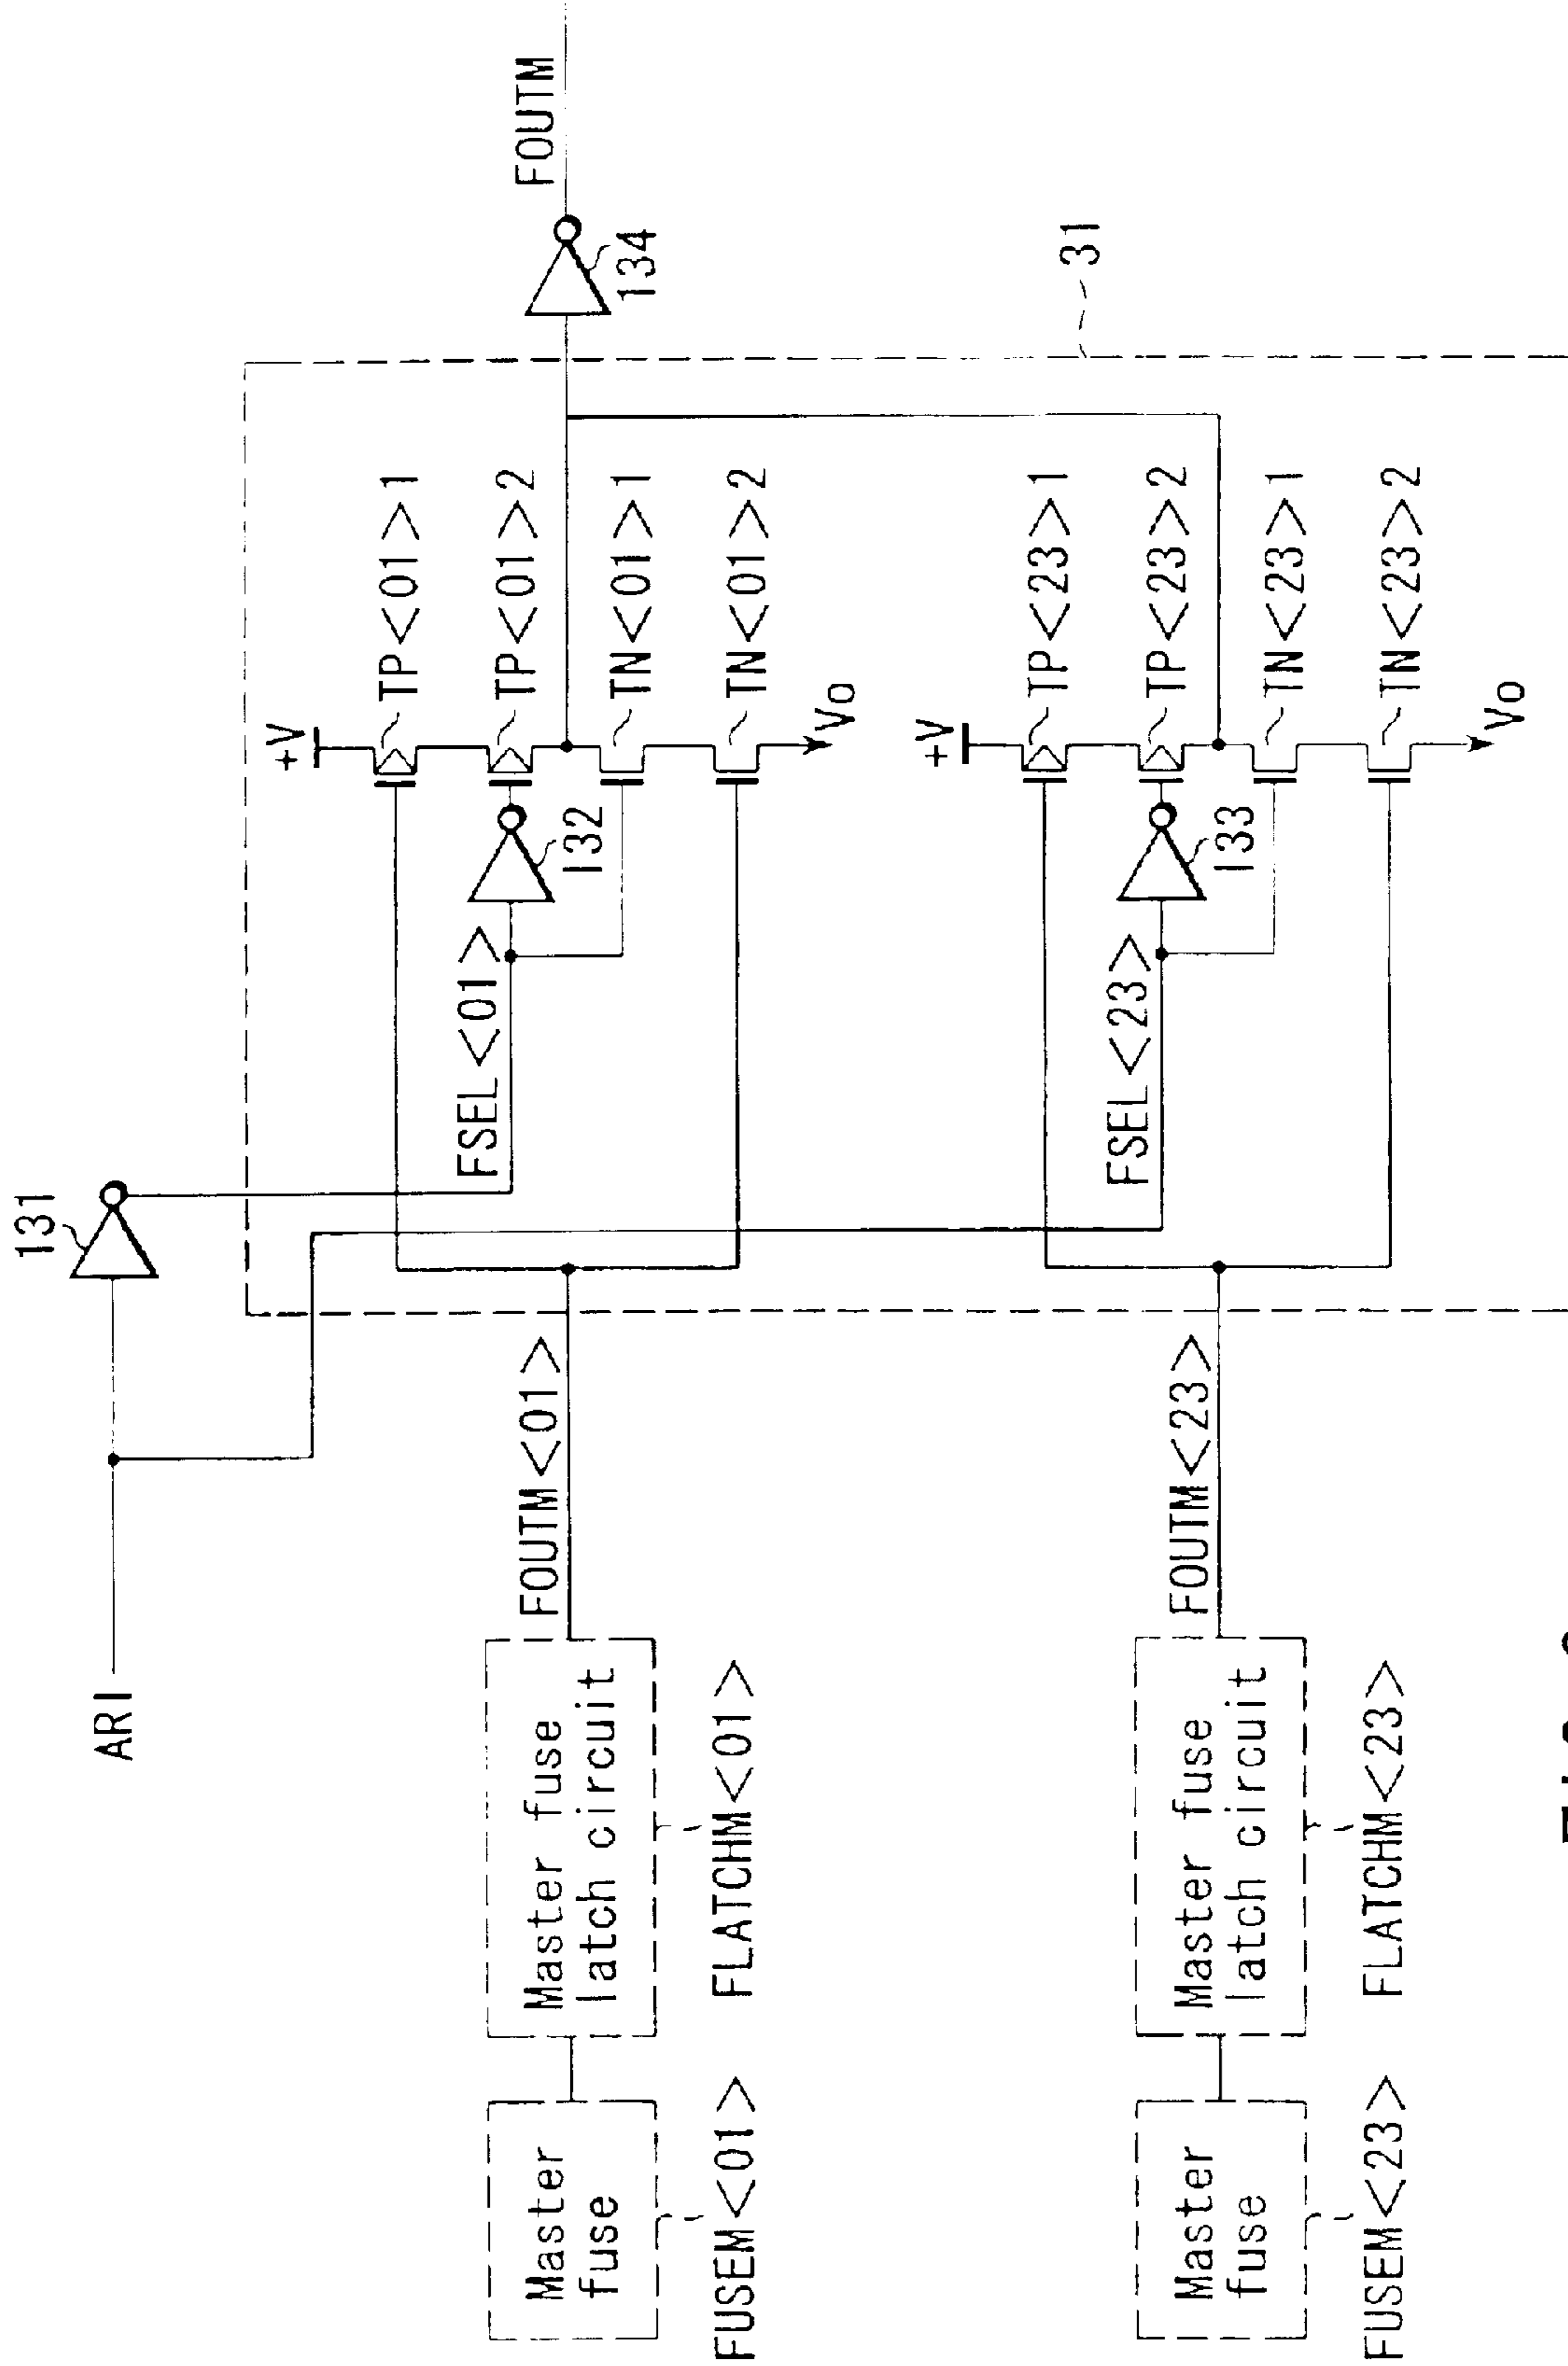 131
ARI
+V
TP<01>1
FSEL<01>
132
TP<01>2
FOUTM
FOUTM<01>
Master
fuse
Master fuse
latch circuit
TN<01>1
134
FUSEM<01>
FLATCHM<01>
TN<01>2
Vo
+V
TP<23>1
31
FSEL<23>
133
TP<23>2
FOUTM<23>
Master
fuse
Master fuse
latch circuit
TN<23>1
FUSEM<23>
FLATCHM<23>
TN<23>2
Vo